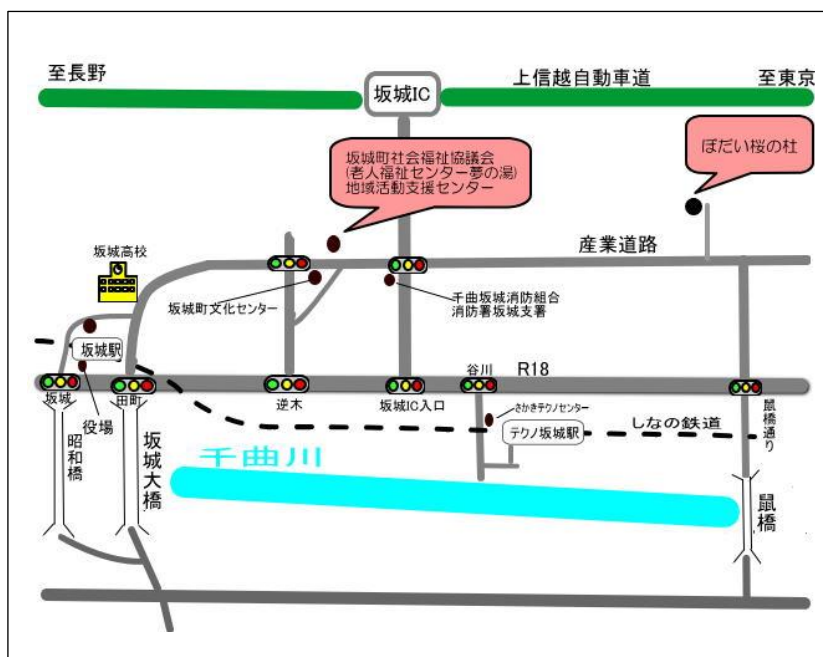 至長野
坂城IC
上信越自動車道
至東京
坂城町社会福祉協議会
(老人福祉センター夢の湯)
地域活動支援センター
ぼだい桜の杜
産業道路
坂城高校
坂城町文化センター
千曲坂城消防組合
消防署坂城支署
坂城駅
谷川
R18
坂城
田町
逆木
坂城IC入口
鼠橋通り
役場
さかきテクノセンター
テクノ坂城駅
しなの鉄道
昭和橋
坂城大橋
千曲川
鼠橋